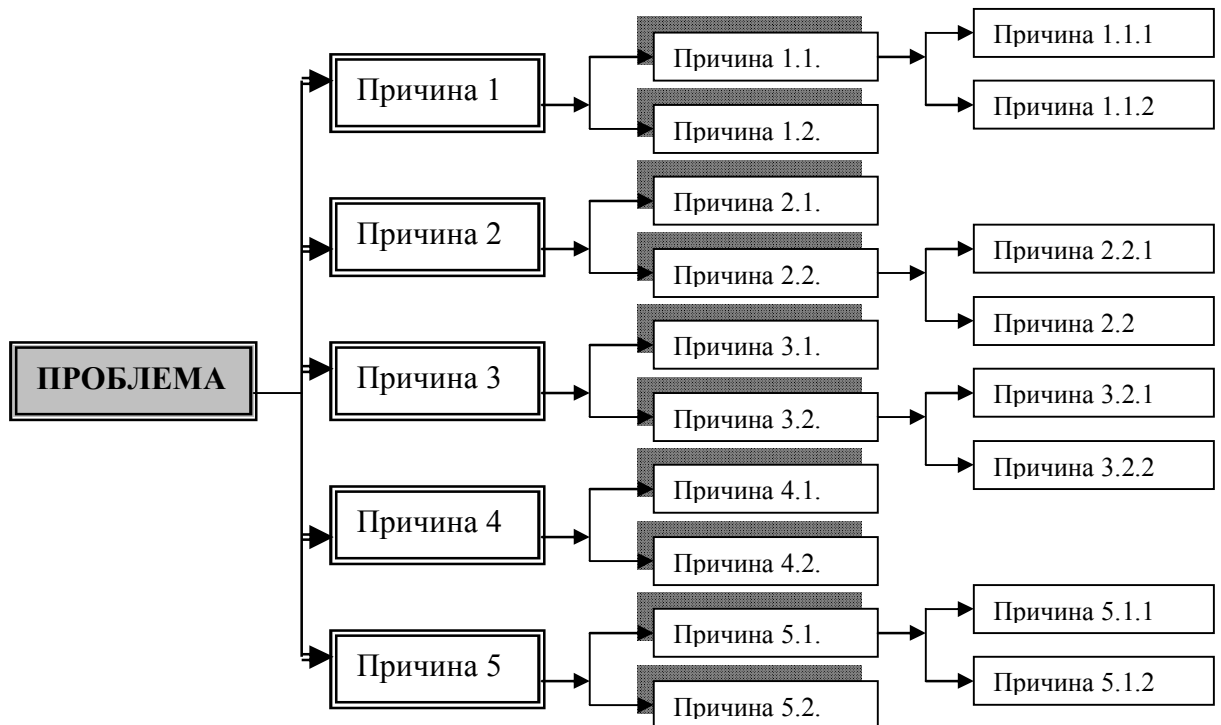 ПРОБЛЕМА
Причина 1
Причина 1.1.
Причина 1.1.1
Причина 1.1.2
Причина 1.2.
Причина 2
Причина 2.1.
Причина 2.2.
Причина 2.2.1
Причина 2.2
Причина 3
Причина 3.1.
Причина 3.2.
Причина 3.2.1
Причина 3.2.2
Причина 4
Причина 4.1.
Причина 4.2.
Причина 5
Причина 5.1.
Причина 5.1.1
Причина 5.1.2
Причина 5.2.